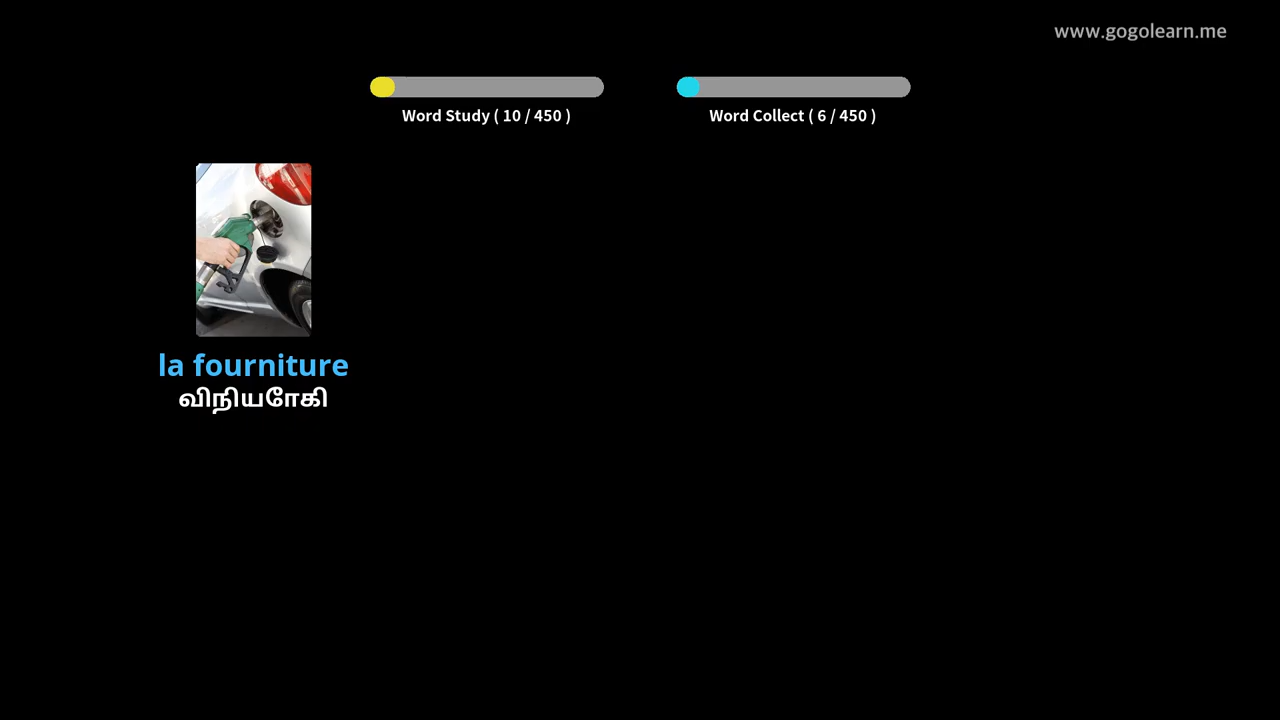 www.gogolearn.me
Word Study ( 10 / 450 )
Word Collect ( 6 / 450 )
la fourniture
வினியோகி